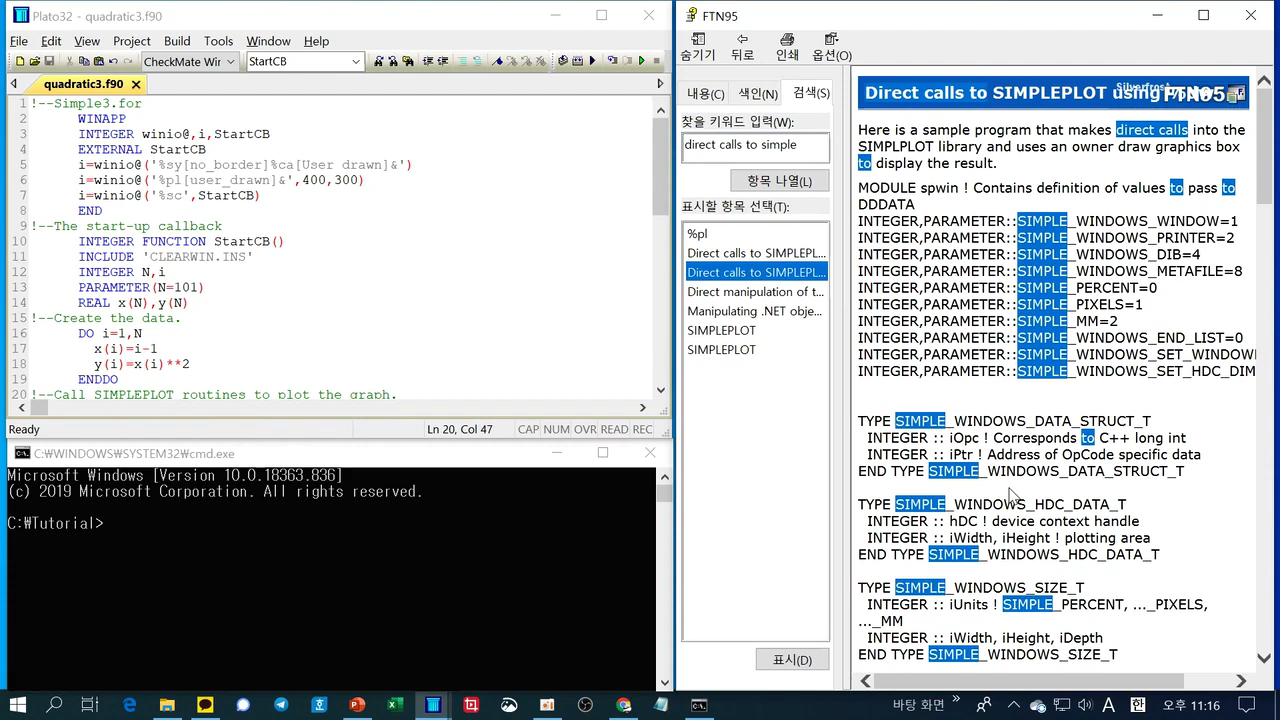 Plato32 - quadratic3.f90
File Edit View Project Build Tools Window Help
CheckMate Wir
StartCB
quadratic3.f90
1 !--Simple3.for
2 WINAPP
3 INTEGER winio@,i,StartCB
4 EXTERNAL StartCB
5 i=winio@('%sy[no_border]%ca[User drawn]&')
6 i=winio@('%pl[user_drawn]&',400,300)
7 i=winio@('%sc',StartCB)
8 END
9 !--The start-up callback
10 INTEGER FUNCTION StartCB()
11 INCLUDE 'CLEARWIN.INS'
12 INTEGER N,i
13 PARAMETER(N=101)
14 REAL x(N),y(N)
15 !--Create the data.
16 DO i=1,N
17 x(i)=i-1
18 y(i)=x(i)**2
19 ENDDO
20 !--Call SIMPLEPLOT routines to plot the graph.
Ready
Ln 20, Col 47
CAP NUM OVR READ REC
C:₩WINDOWS₩SYSTEM32₩cmd.exe
Microsoft Windows [Version 10.0.18363.836]
(c) 2019 Microsoft Corporation. All rights reserved.
C:₩Tutorial>
FTN95
숨기기 뒤로 인쇄 옵션(O)
내용(C) 색인(N) 검색(S)
찾을 키워드 입력(W):
direct calls to simple
항목 나열(L)
표시할 항목 선택(T):
%pl
Direct calls to SIMPLEPL...
Direct calls to SIMPLEPL...
Direct manipulation of t...
Manipulating .NET obje...
SIMPLEPLOT
SIMPLEPLOT
표시(D)
Direct calls to SIMPLEPLOT using
FTN95
Here is a sample program that makes direct calls into the
SIMPLPLOT library and uses an owner draw graphics box
to display the result.
MODULE spwin ! Contains definition of values to pass to
DDDATA
INTEGER,PARAMETER::SIMPLE_WINDOWS_WINDOW=1
INTEGER,PARAMETER::SIMPLE_WINDOWS_PRINTER=2
INTEGER,PARAMETER::SIMPLE_WINDOWS_DIB=4
INTEGER,PARAMETER::SIMPLE_WINDOWS_METAFILE=8
INTEGER,PARAMETER::SIMPLE_PERCENT=0
INTEGER,PARAMETER::SIMPLE_PIXELS=1
INTEGER,PARAMETER::SIMPLE_MM=2
INTEGER,PARAMETER::SIMPLE_WINDOWS_END_LIST=0
INTEGER,PARAMETER::SIMPLE_WINDOWS_SET_WINDOW
INTEGER,PARAMETER::SIMPLE_WINDOWS_SET_HDC_DIM
TYPE SIMPLE_WINDOWS_DATA_STRUCT_T
INTEGER :: iOpc ! Corresponds to C++ long int
INTEGER :: iPtr ! Address of OpCode specific data
END TYPE SIMPLE_WINDOWS_DATA_STRUCT_T
TYPE SIMPLE_WINDOWS_HDC_DATA_T
INTEGER :: hDC ! device context handle
INTEGER :: iWidth, iHeight ! plotting area
END TYPE SIMPLE_WINDOWS_HDC_DATA_T
TYPE SIMPLE_WINDOWS_SIZE_T
INTEGER :: iUnits ! SIMPLE_PERCENT, ..._PIXELS,
..._MM
INTEGER :: iWidth, iHeight, iDepth
END TYPE SIMPLE_WINDOWS_SIZE_T
바탕 화면
A
한
오후 11:16